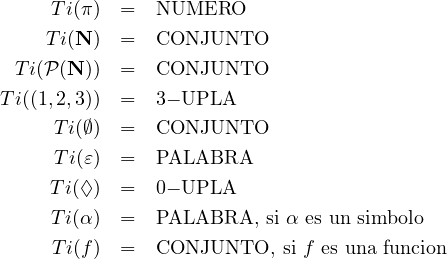 Ti(π) = NUMERO
Ti(𝐍) = CONJUNTO
Ti(𝒫(𝐍)) = CONJUNTO
Ti((1, 2, 3)) = 3−UPLA
Ti(∅) = CONJUNTO
Ti(ε) = PALABRA
Ti(◊) = 0−UPLA
Ti(α) = PALABRA, si α es un simbolo
Ti(f) = CONJUNTO, si f es una funcion